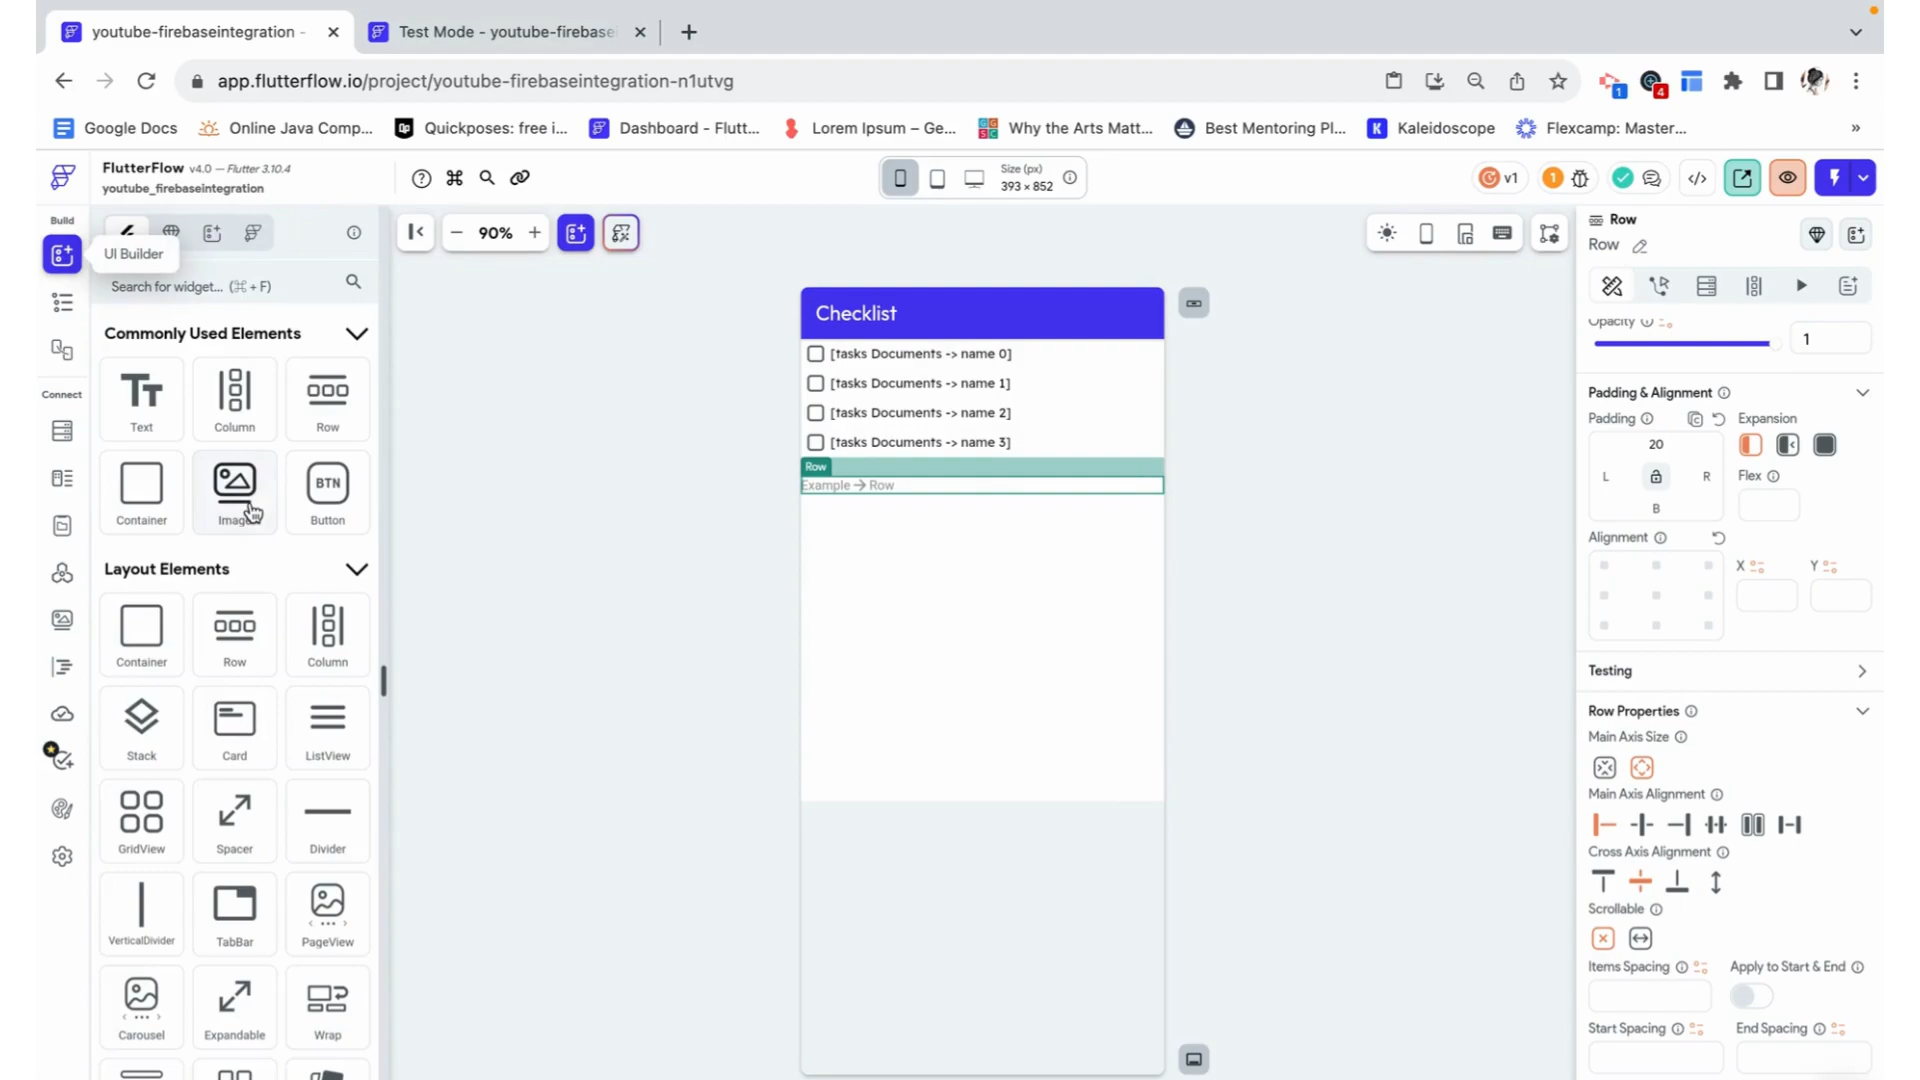 youtube-firebaseintegration -
Test Mode - youtube-firebase
app.flutterflow.io/project/youtube-firebaseintegration-n1utvg
1
4
Google Docs
Online Java Comp...
Quickposes: free i...
Dashboard - Flutt...
Lorem Ipsum – Ge...
Why the Arts Matt...
Best Mentoring Pl...
Kaleidoscope
Flexcamp: Master...
»
FlutterFlow v4.0 — Flutter 3.10.4
youtube_firebaseintegration
Size (px)
393 × 852
v1
1
Build
UI Builder
Search for widget... (⌘ + F)
90%
Commonly Used Elements
Text
Column
Row
Container
Image
BTN
Button
Layout Elements
Container
Row
Column
Stack
Card
ListView
GridView
Spacer
Divider
VerticalDivider
TabBar
PageView
Carousel
Expandable
Wrap
Connect
Checklist
[tasks Documents -> name 0]
[tasks Documents -> name 1]
[tasks Documents -> name 2]
[tasks Documents -> name 3]
Row
Example → Row
Row
Row
Opacity
1
Padding & Alignment
Padding
Expansion
20
L
R
B
Flex
Alignment
X
Y
Testing
Row Properties
Main Axis Size
Main Axis Alignment
Cross Axis Alignment
Scrollable
Items Spacing
Apply to Start & End
Start Spacing
End Spacing